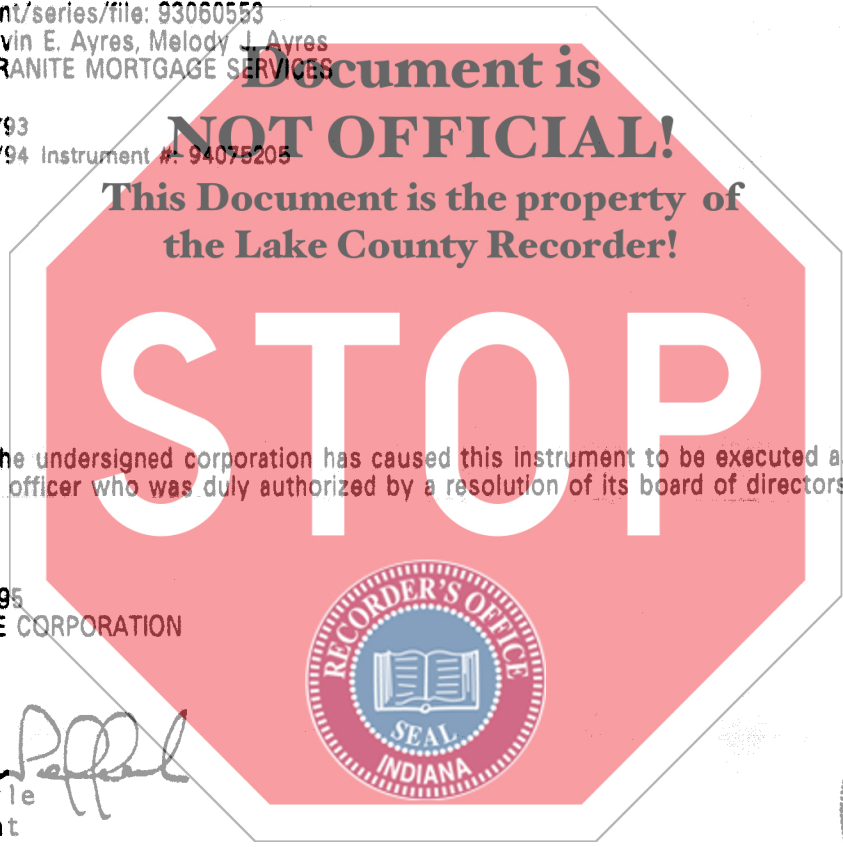 nt/series/file: 93060553
vin E. Ayres, Melody J. Ayres
RANITE MORTGAGE SERVICES
Document is
'93
NOT OFFICIAL!
'94 Instrument #: 94075205
This Document is the property of
the Lake County Recorder!
STOP
he undersigned corporation has caused this instrument to be executed a
officer who was duly authorized by a resolution of its board of directors
95
E CORPORATION
RECORDER'S OFFICE
SEAL
INDIANA
le
nt